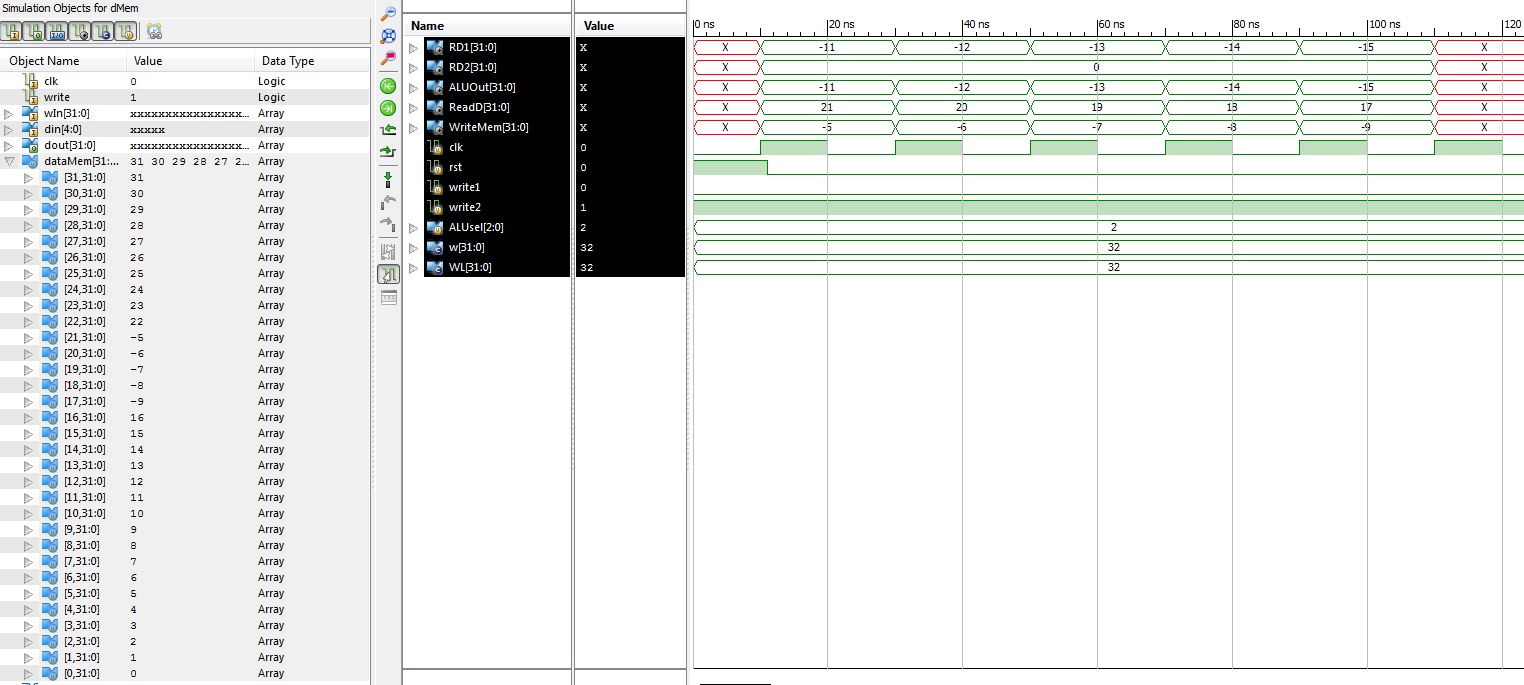 Simulation Objects for dMem
Object Name Value Data Type
clk 0 Logic
write 1 Logic
wIn[31:0] xxxxxxxxxxxxxxxxx... Array
din[4:0] xxxxx Array
dout[31:0] xxxxxxxxxxxxxxxxx... Array
dataMem[31:... 31 30 29 28 27 2... Array
[31,31:0] 31 Array
[30,31:0] 30 Array
[29,31:0] 29 Array
[28,31:0] 28 Array
[27,31:0] 27 Array
[26,31:0] 26 Array
[25,31:0] 25 Array
[24,31:0] 24 Array
[23,31:0] 23 Array
[22,31:0] 22 Array
[21,31:0] -5 Array
[20,31:0] -6 Array
[19,31:0] -7 Array
[18,31:0] -8 Array
[17,31:0] -9 Array
[16,31:0] 16 Array
[15,31:0] 15 Array
[14,31:0] 14 Array
[13,31:0] 13 Array
[12,31:0] 12 Array
[11,31:0] 11 Array
[10,31:0] 10 Array
[9,31:0] 9 Array
[8,31:0] 8 Array
[7,31:0] 7 Array
[6,31:0] 6 Array
[5,31:0] 5 Array
[4,31:0] 4 Array
[3,31:0] 3 Array
[2,31:0] 2 Array
[1,31:0] 1 Array
[0,31:0] 0 Array
Name Value
0 ns 20 ns 40 ns 60 ns 80 ns 100 ns 120
RD1[31:0] X X -11 -12 -13 -14 -15 X
RD2[31:0] X X 0 X
ALUOut[31:0] X X -11 -12 -13 -14 -15 X
ReadD[31:0] X X 21 20 19 18 17 X
WriteMem[31:0] X X -5 -6 -7 -8 -9 X
clk 0
rst 0
write1 0
write2 1
ALUsel[2:0] 2 2
w[31:0] 32 32
WL[31:0] 32 32